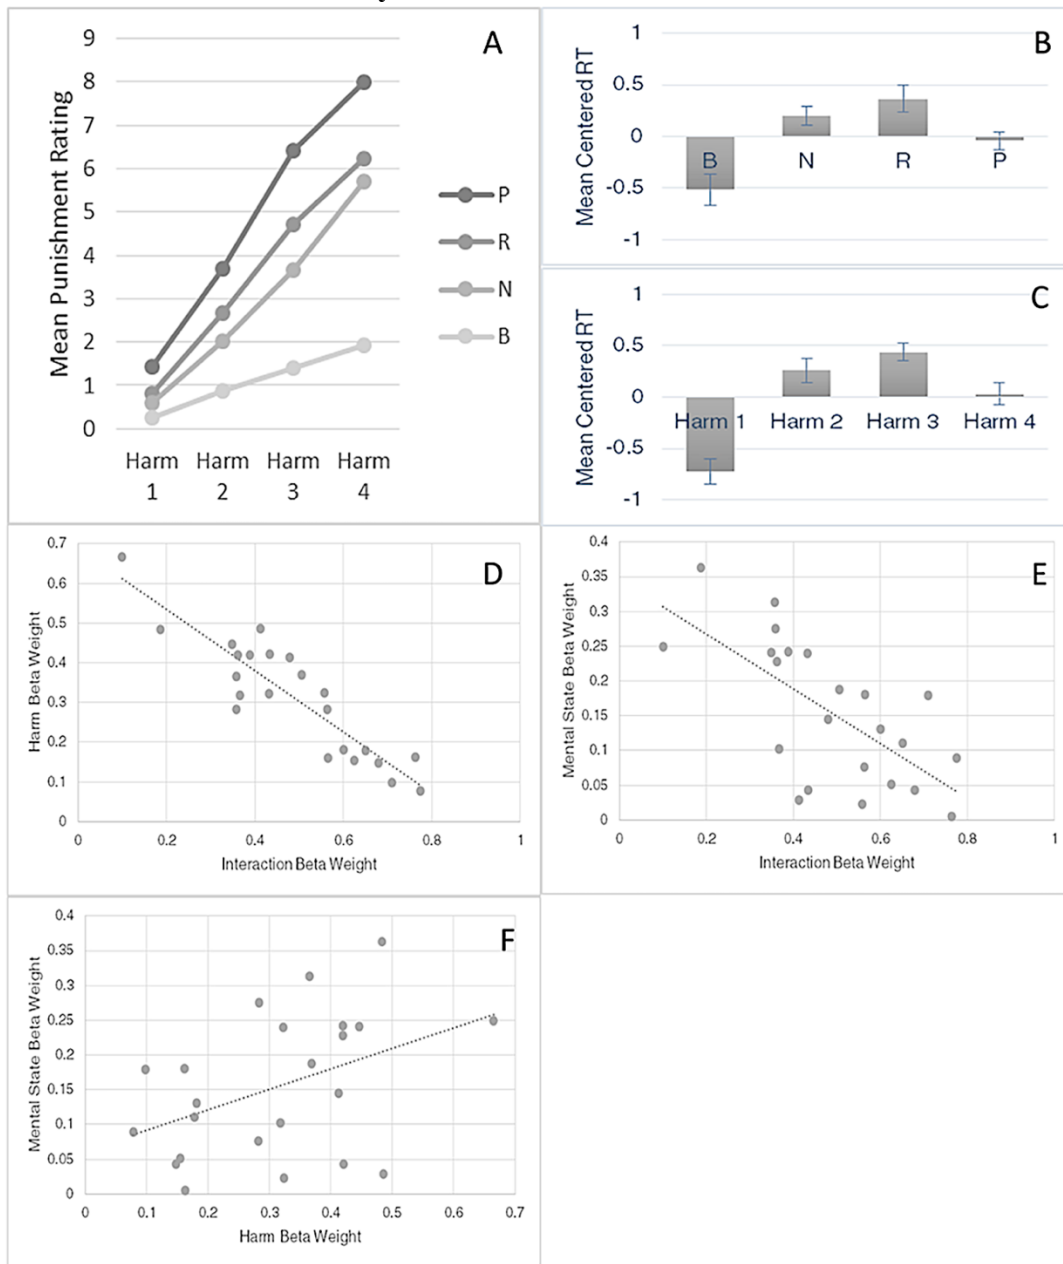 A
Mean Punishment Rating
9
8
7
6
5
4
3
2
1
0
Harm Harm Harm Harm
1 2 3 4
P
R
N
B
B
Mean Centered RT
1
0.5
0
-0.5
-1
B N R P
C
Mean Centered RT
1
0.5
0
-0.5
-1
Harm 1 Harm 2 Harm 3 Harm 4
D
Harm Beta Weight
0.7
0.6
0.5
0.4
0.3
0.2
0.1
0
0 0.2 0.4 0.6 0.8 1
Interaction Beta Weight
E
Mental State Beta Weight
0.4
0.35
0.3
0.25
0.2
0.15
0.1
0.05
0
0 0.2 0.4 0.6 0.8 1
Interaction Beta Weight
F
Mental State Beta Weight
0.4
0.35
0.3
0.25
0.2
0.15
0.1
0.05
0
0 0.1 0.2 0.3 0.4 0.5 0.6 0.7
Harm Beta Weight